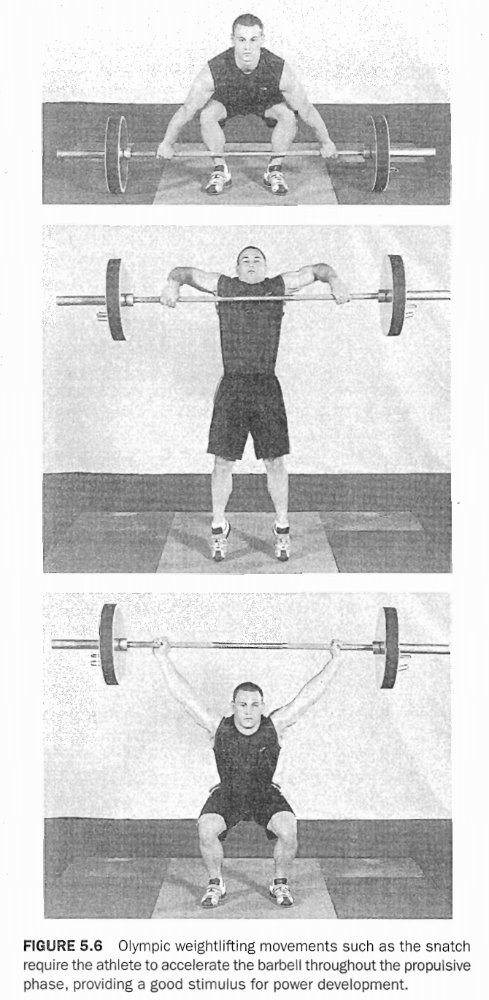 FIGURE 5.6 Olympic weightlifting movements such as the snatch
require the athlete to accelerate the barbell throughout the propulsive
phase, providing a good stimulus for power development.